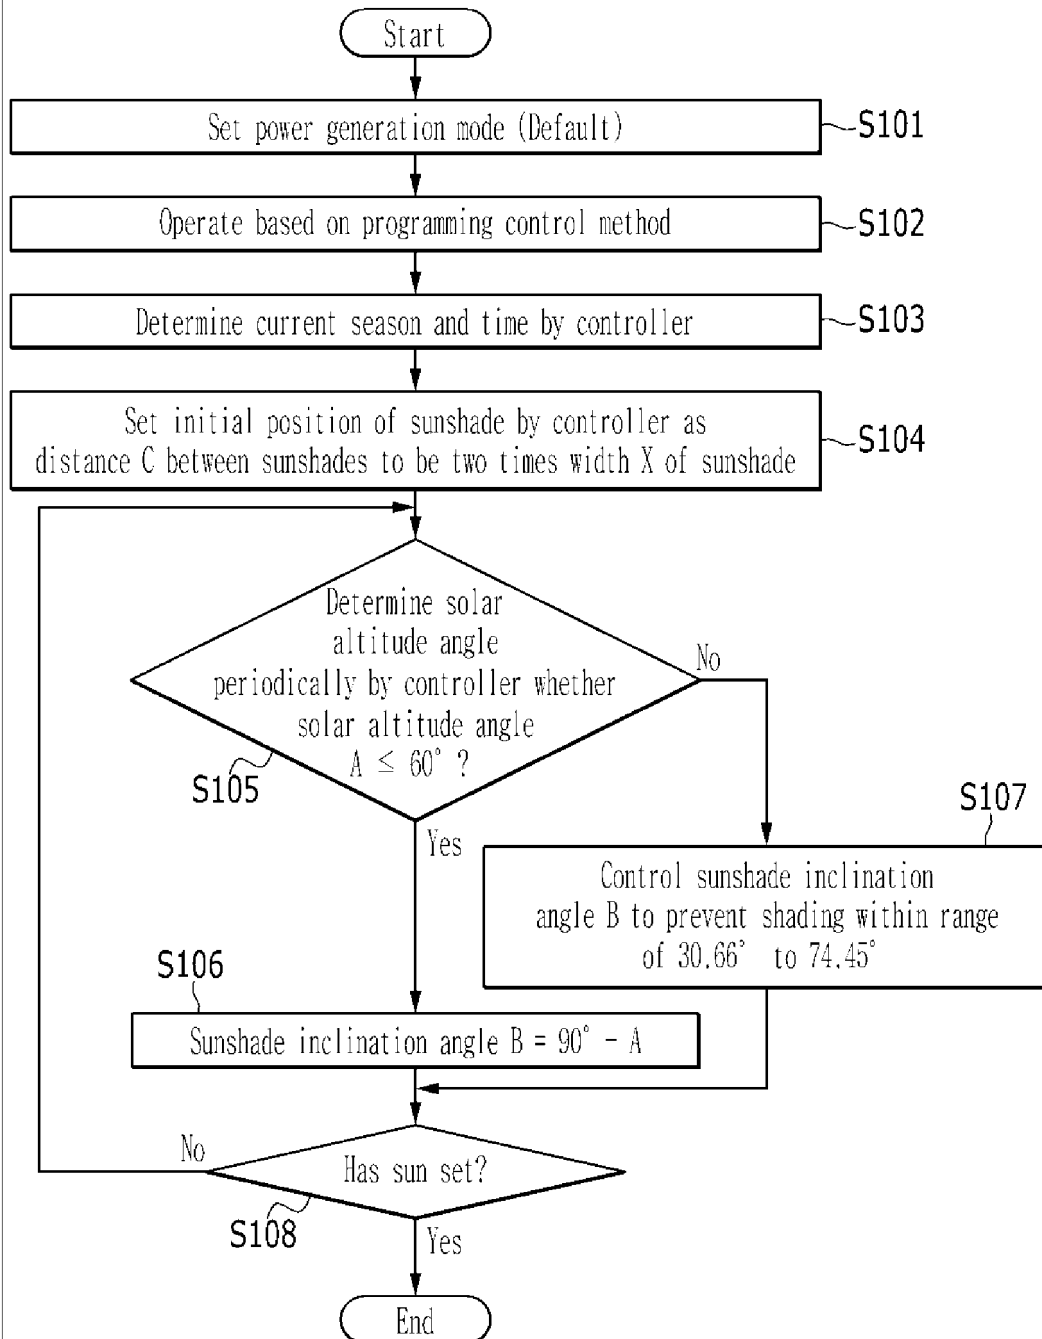 Start
Set power generation mode (Default)
S101
Operate based on programming control method
S102
Determine current season and time by controller
S103
Set initial position of sunshade by controller as
distance C between sunshades to be two times width X of sunshade
S104
Determine solar
altitude angle
periodically by controller whether
solar altitude angle
A ≤ 60° ?
S105
No
Yes
S107
Control sunshade inclination
angle B to prevent shading within range
of 30.66° to 74.45°
S106
Sunshade inclination angle B = 90° - A
No
Has sun set?
S108
Yes
End